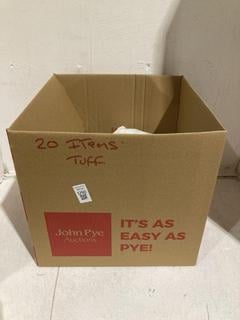 20 ITems
TUFF
John Pye
Auctions
IT'S AS
EASY AS
PYE!